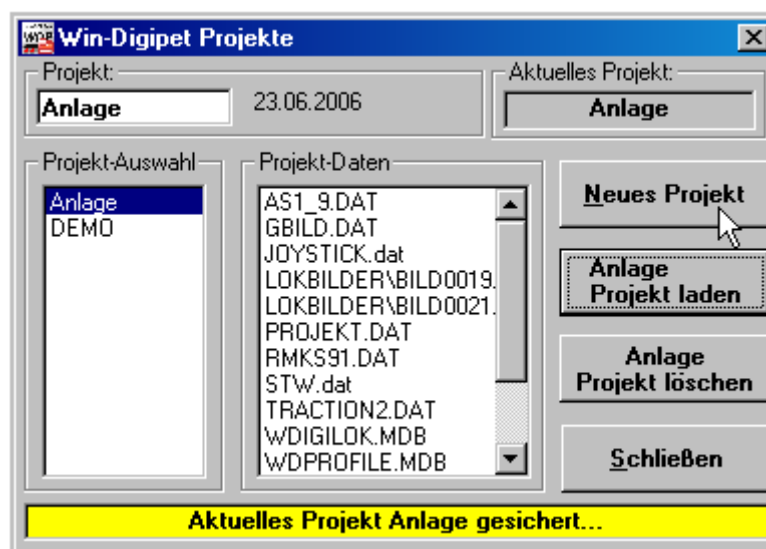 Win-Digipet Projekte
Projekt:
Anlage
23.06.2006
Aktuelles Projekt:
Anlage
Projekt-Auswahl
Anlage
DEMO
Projekt-Daten
AS1_9.DAT
GBILD.DAT
JOYSTICK.dat
LOKBILDER\BILD0019.
LOKBILDER\BILD0021.
PROJEKT.DAT
RMKS91.DAT
STW.dat
TRACTION2.DAT
WDIGILOK.MDB
WDPROFILE.MDB
Neues Projekt
Anlage
Projekt laden
Anlage
Projekt löschen
Schließen
Aktuelles Projekt Anlage gesichert...